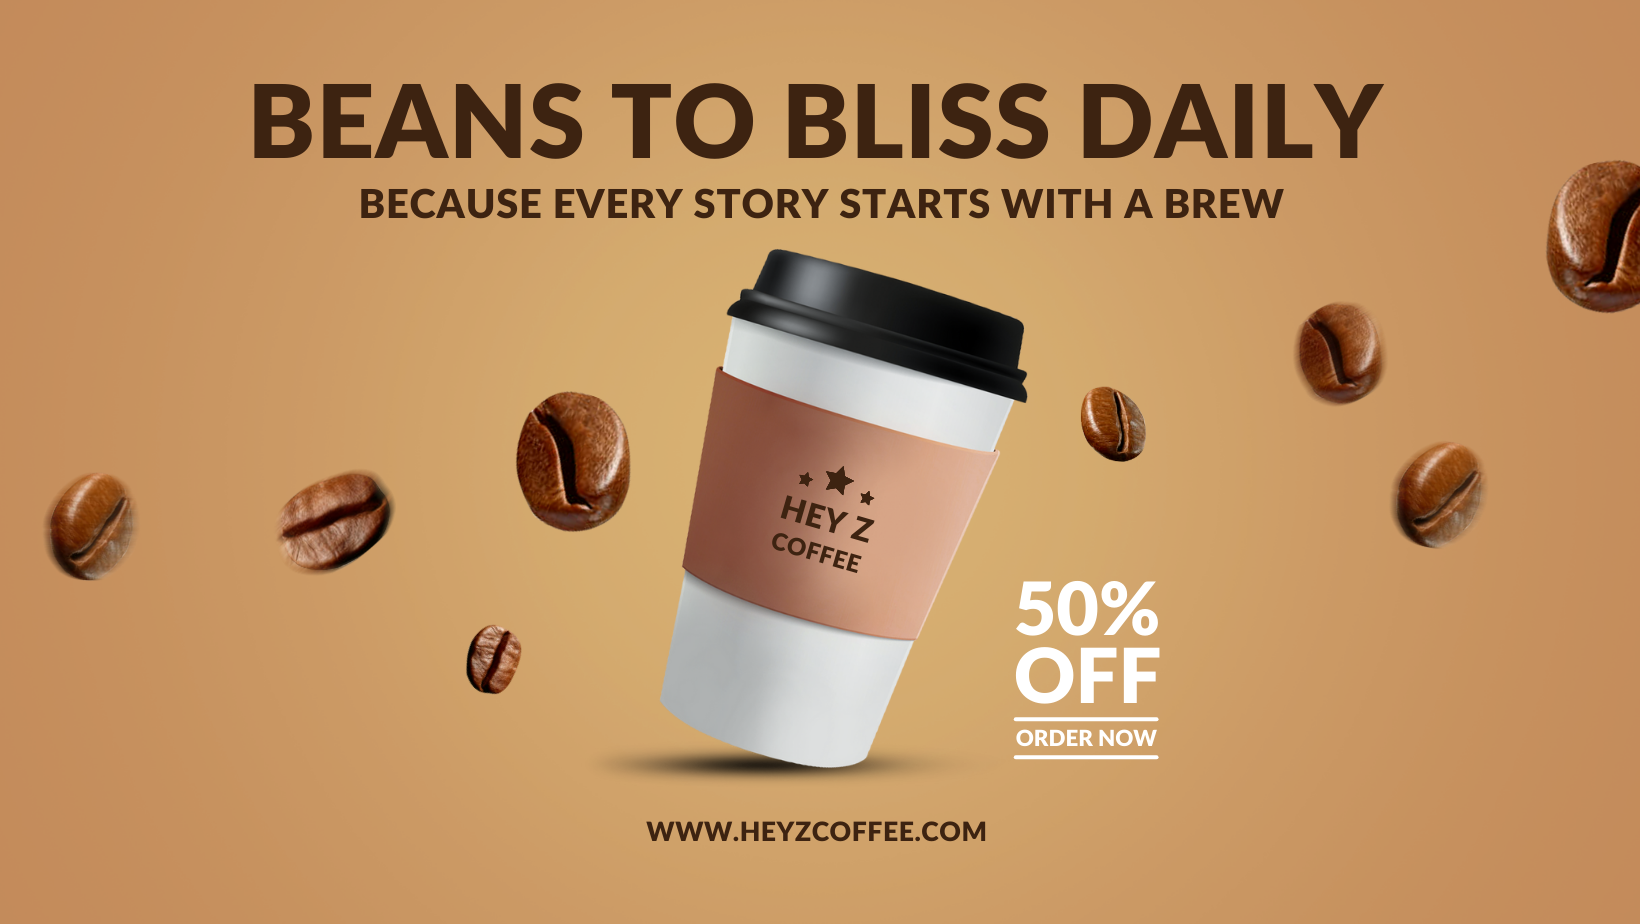 BEANS TO BLISS DAILY
BECAUSE EVERY STORY STARTS WITH A BREW
HEY Z
COFFEE
50%
OFF
ORDER NOW
WWW.HEYZCOFFEE.COM